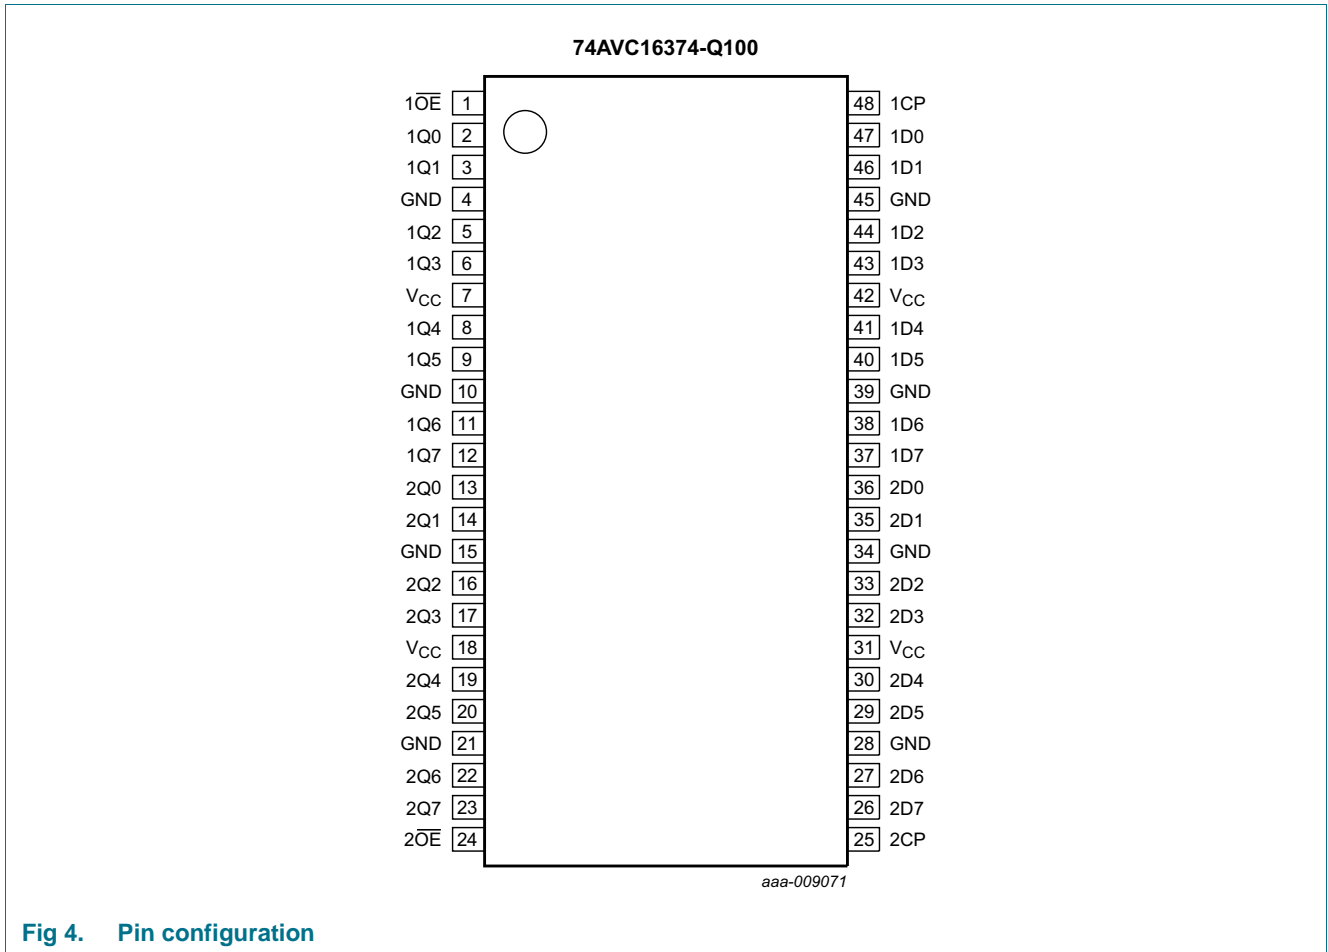 74AVC16374-Q100
1O̅E̅ 1 48 1CP
1Q0 2 47 1D0
1Q1 3 46 1D1
GND 4 45 GND
1Q2 5 44 1D2
1Q3 6 43 1D3
VCC 7 42 VCC
1Q4 8 41 1D4
1Q5 9 40 1D5
GND 10 39 GND
1Q6 11 38 1D6
1Q7 12 37 1D7
2Q0 13 36 2D0
2Q1 14 35 2D1
GND 15 34 GND
2Q2 16 33 2D2
2Q3 17 32 2D3
VCC 18 31 VCC
2Q4 19 30 2D4
2Q5 20 29 2D5
GND 21 28 GND
2Q6 22 27 2D6
2Q7 23 26 2D7
2O̅E̅ 24 25 2CP
aaa-009071
Fig 4. Pin configuration